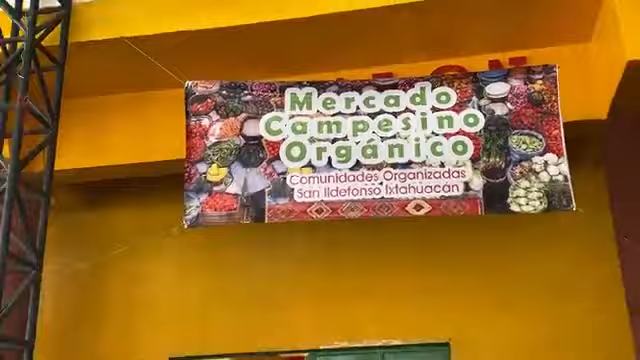 Mercado
Campesino
Orgánico
Comunidades Organizadas
San Ildefonso Ixtahuacán